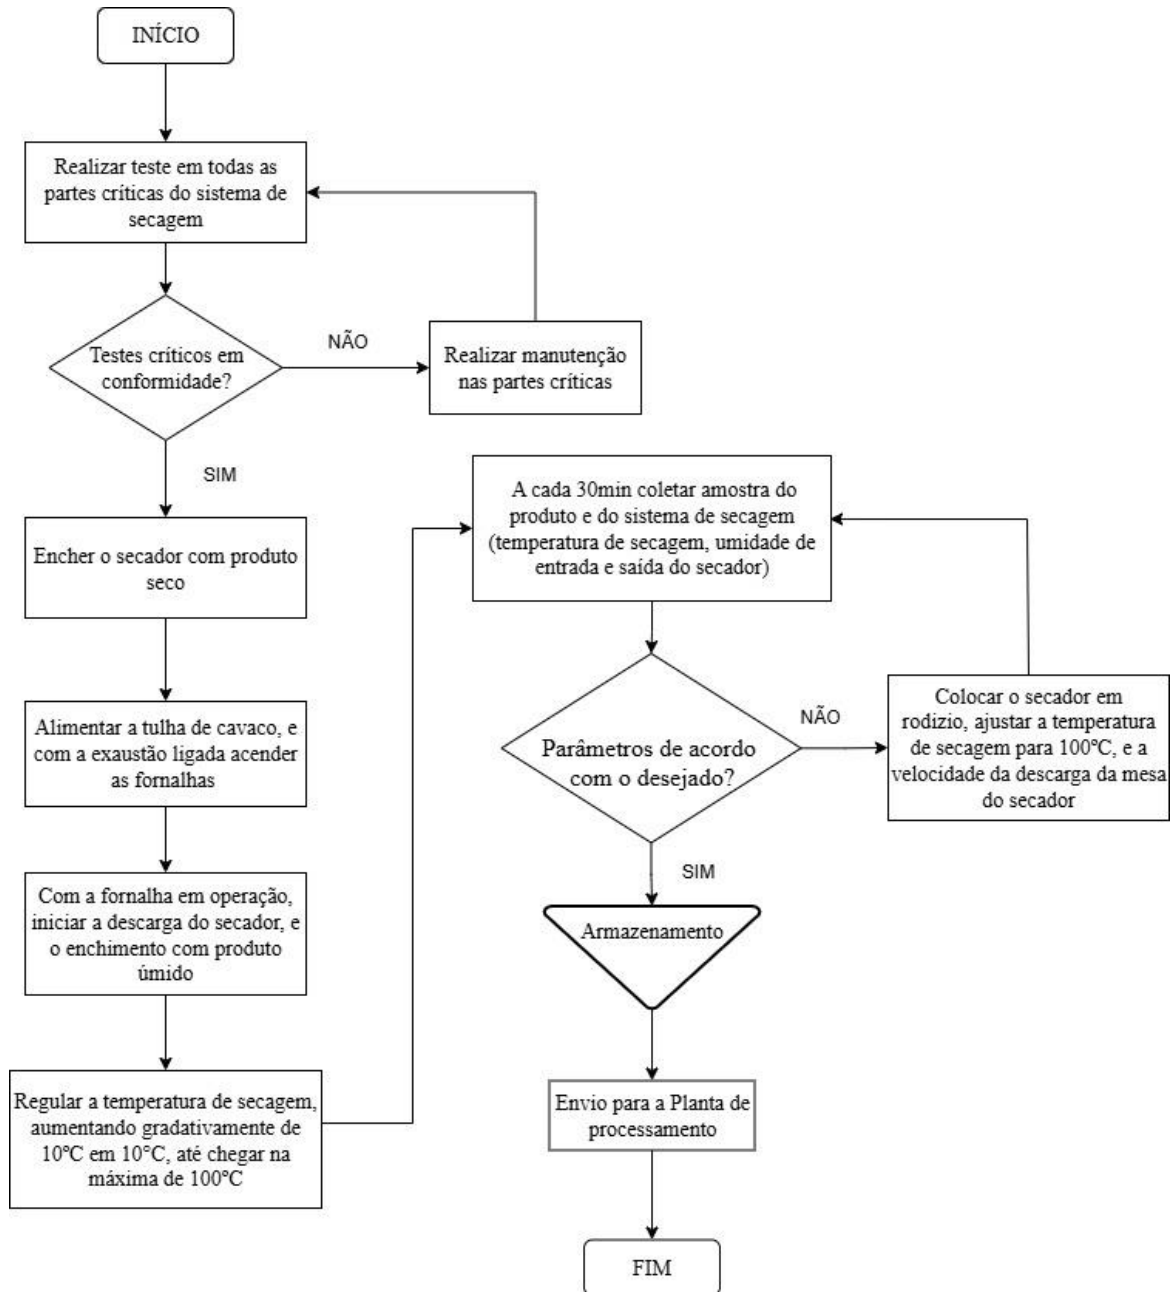 INÍCIO
Realizar teste em todas as
partes críticas do sistema de
secagem
Testes críticos em
conformidade?
NÃO
Realizar manutenção
nas partes críticas
SIM
Encher o secador com produto
seco
Alimentar a tulha de cavaco, e
com a exaustão ligada acender
as fornalhas
Com a fornalha em operação,
iniciar a descarga do secador, e
o enchimento com produto
úmido
Regular a temperatura de secagem,
aumentando gradativamente de
10ºC em 10°C, até chegar na
máxima de 100ºC
A cada 30min coletar amostra do
produto e do sistema de secagem
(temperatura de secagem, umidade de
entrada e saída do secador)
Parâmetros de acordo
com o desejado?
NÃO
Colocar o secador em
rodizio, ajustar a temperatura
de secagem para 100ºC, e a
velocidade da descarga da mesa
do secador
SIM
Armazenamento
Envio para a Planta de
processamento
FIM